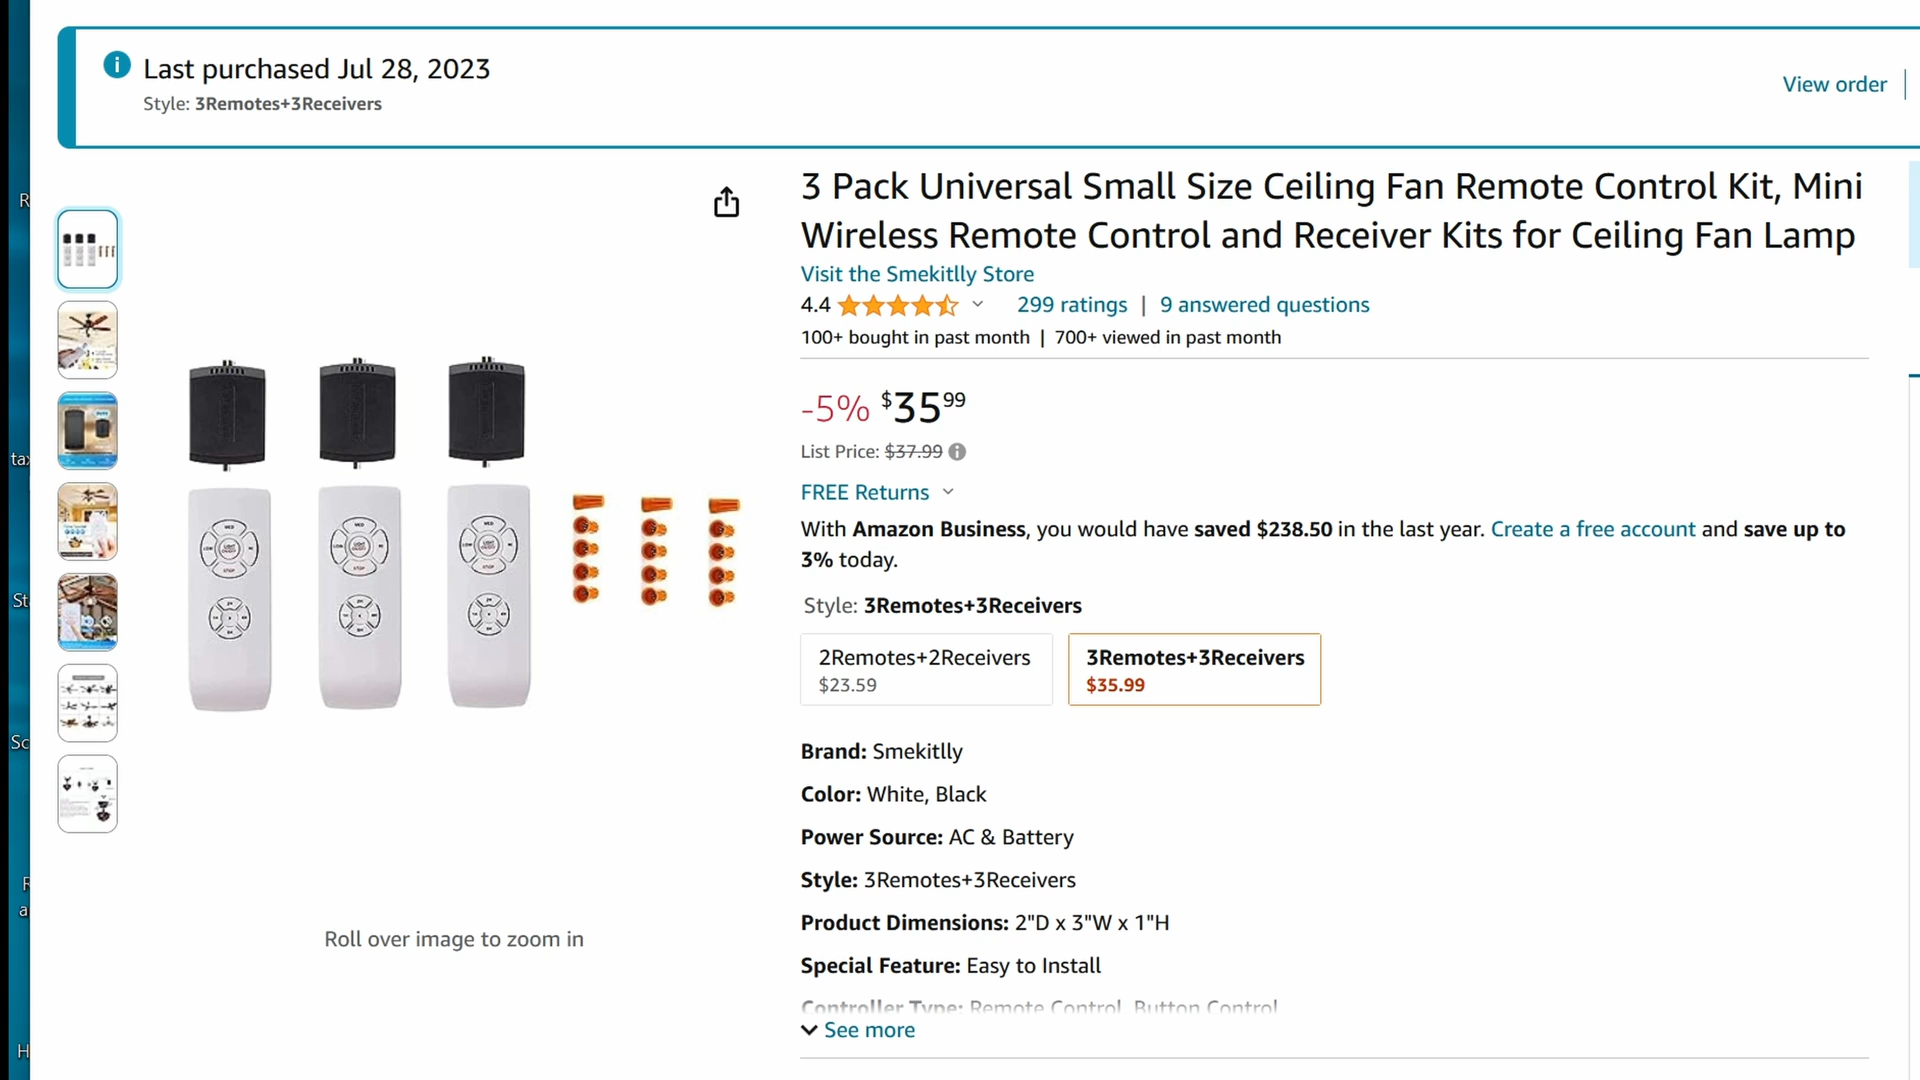 Last purchased Jul 28, 2023
Style: 3Remotes+3Receivers
View order
3 Pack Universal Small Size Ceiling Fan Remote Control Kit, Mini
Wireless Remote Control and Receiver Kits for Ceiling Fan Lamp
Visit the Smekitlly Store
4.4
299 ratings | 9 answered questions
100+ bought in past month | 700+ viewed in past month
-5% $35 99
List Price: $37.99
FREE Returns
With Amazon Business, you would have saved $238.50 in the last year. Create a free account and save up to
3% today.
Style: 3Remotes+3Receivers
2Remotes+2Receivers
$23.59
3Remotes+3Receivers
$35.99
Brand: Smekitlly
Color: White, Black
Power Source: AC & Battery
Style: 3Remotes+3Receivers
Product Dimensions: 2"D x 3"W x 1"H
Special Feature: Easy to Install
Controller Type: Remote Control, Button Control
See more
Roll over image to zoom in